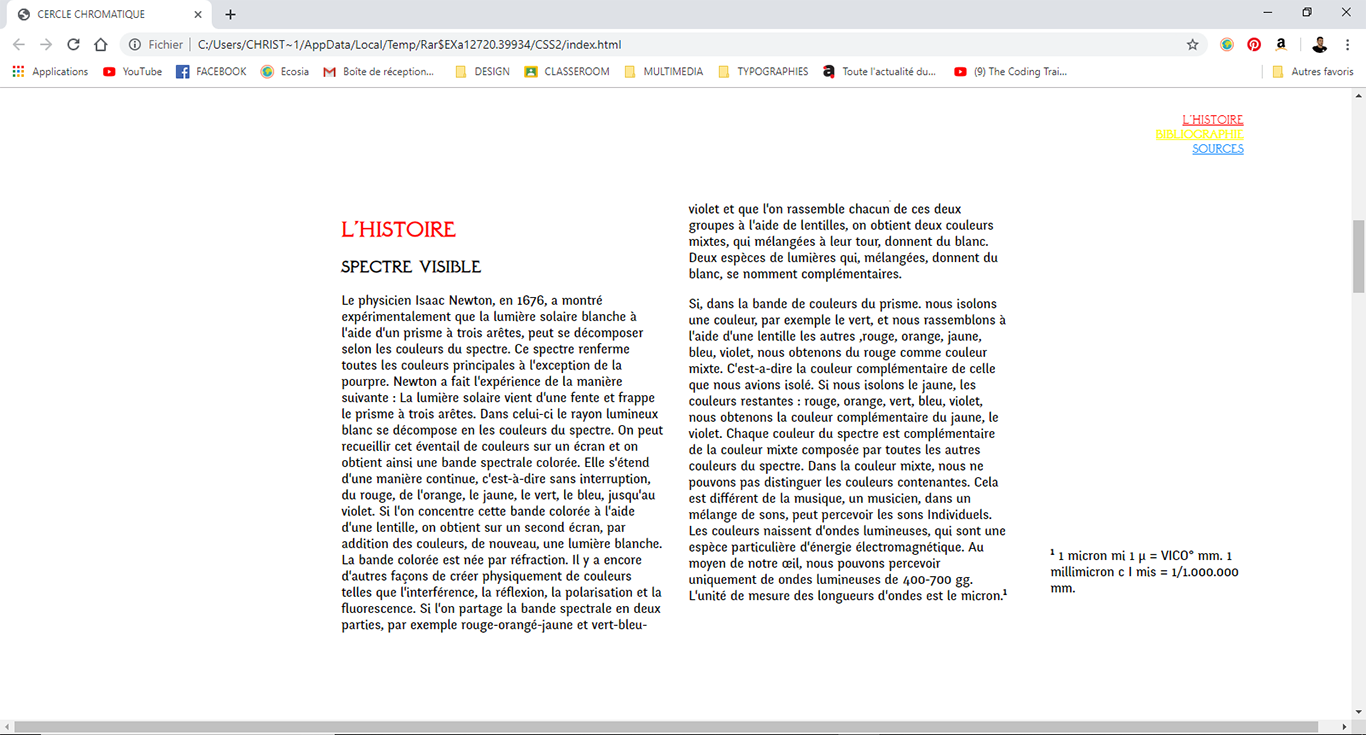 CERCLE CHROMATIQUE
Fichier
C:/Users/CHRIST~1/AppData/Local/Temp/Rar$EXa12720.39934/CSS2/index.html
Applications
YouTube
FACEBOOK
Ecosia
Boîte de réception...
DESIGN
CLASSEROOM
MULTIMEDIA
TYPOGRAPHIES
Toute l'actualité du...
(9) The Coding Trai...
Autres favoris
L'HISTOIRE
BIBLIOGRAPHIE
SOURCES
L'HISTOIRE
SPECTRE VISIBLE
Le physicien Isaac Newton, en 1676, a montré
expérimentalement que la lumière solaire blanche à
l'aide d'un prisme à trois arêtes, peut se décomposer
selon les couleurs du spectre. Ce spectre renferme
toutes les couleurs principales à l'exception de la
pourpre. Newton a fait l'expérience de la manière
suivante : La lumière solaire vient d'une fente et frappe
le prisme à trois arêtes. Dans celui-ci le rayon lumineux
blanc se décompose en les couleurs du spectre. On peut
recueillir cet éventail de couleurs sur un écran et on
obtient ainsi une bande spectrale colorée. Elle s'étend
d'une manière continue, c'est-à-dire sans interruption,
du rouge, de l'orange, le jaune, le vert, le bleu, jusqu'au
violet. Si l'on concentre cette bande colorée à l'aide
d'une lentille, on obtient sur un second écran, par
addition des couleurs, de nouveau, une lumière blanche.
La bande colorée est née par réfraction. Il y a encore
d'autres façons de créer physiquement de couleurs
telles que l'interférence, la réflexion, la polarisation et la
fluorescence. Si l'on partage la bande spectrale en deux
parties, par exemple rouge-orangé-jaune et vert-bleu-
violet et que l'on rassemble chacun de ces deux
groupes à l'aide de lentilles, on obtient deux couleurs
mixtes, qui mélangées à leur tour, donnent du blanc.
Deux espèces de lumières qui, mélangées, donnent du
blanc, se nomment complémentaires.
Si, dans la bande de couleurs du prisme. nous isolons
une couleur, par exemple le vert, et nous rassemblons à
l'aide d'une lentille les autres ,rouge, orange, jaune,
bleu, violet, nous obtenons du rouge comme couleur
mixte. C'est-a-dire la couleur complémentaire de celle
que nous avions isolé. Si nous isolons le jaune, les
couleurs restantes : rouge, orange, vert, bleu, violet,
nous obtenons la couleur complémentaire du jaune, le
violet. Chaque couleur du spectre est complémentaire
de la couleur mixte composée par toutes les autres
couleurs du spectre. Dans la couleur mixte, nous ne
pouvons pas distinguer les couleurs contenantes. Cela
est différent de la musique, un musicien, dans un
mélange de sons, peut percevoir les sons Individuels.
Les couleurs naissent d'ondes lumineuses, qui sont une
espèce particulière d'énergie électromagnétique. Au
moyen de notre œil, nous pouvons percevoir
uniquement de ondes lumineuses de 400-700 gg.
L'unité de mesure des longueurs d'ondes est le micron.¹
¹ 1 micron mi 1 µ = VICO° mm. 1
millimicron c I mis = 1/1.000.000
mm.